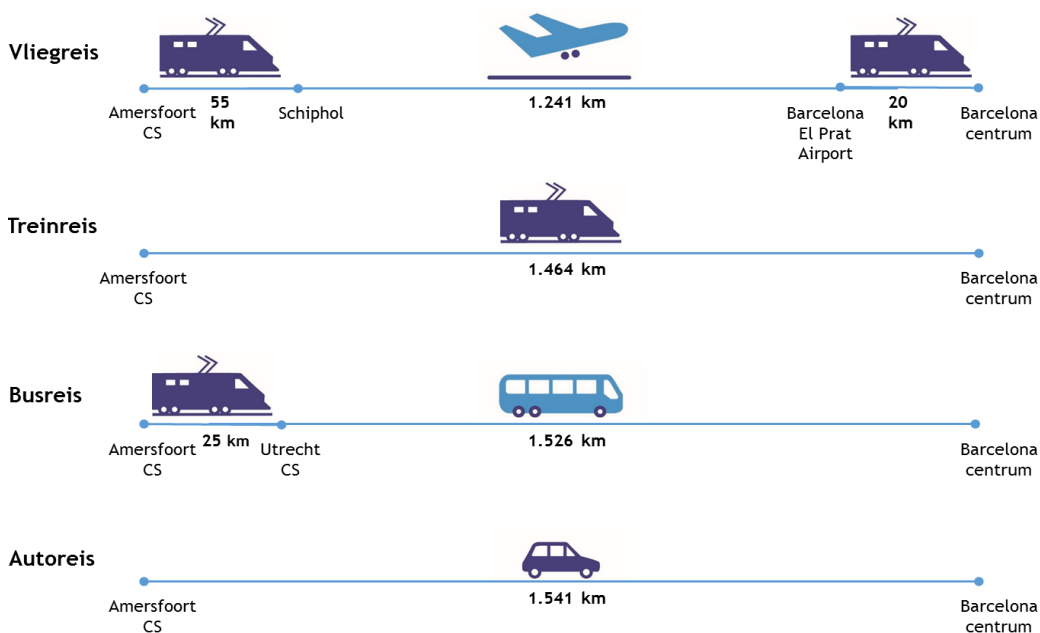 Vliegreis
Amersfoort
CS
55
km
Schiphol
1.241 km
Barcelona
El Prat
Airport
20
km
Barcelona
centrum
Treinreis
Amersfoort
CS
1.464 km
Barcelona
centrum
Busreis
Amersfoort
CS
25 km
Utrecht
CS
1.526 km
Barcelona
centrum
Autoreis
Amersfoort
CS
1.541 km
Barcelona
centrum